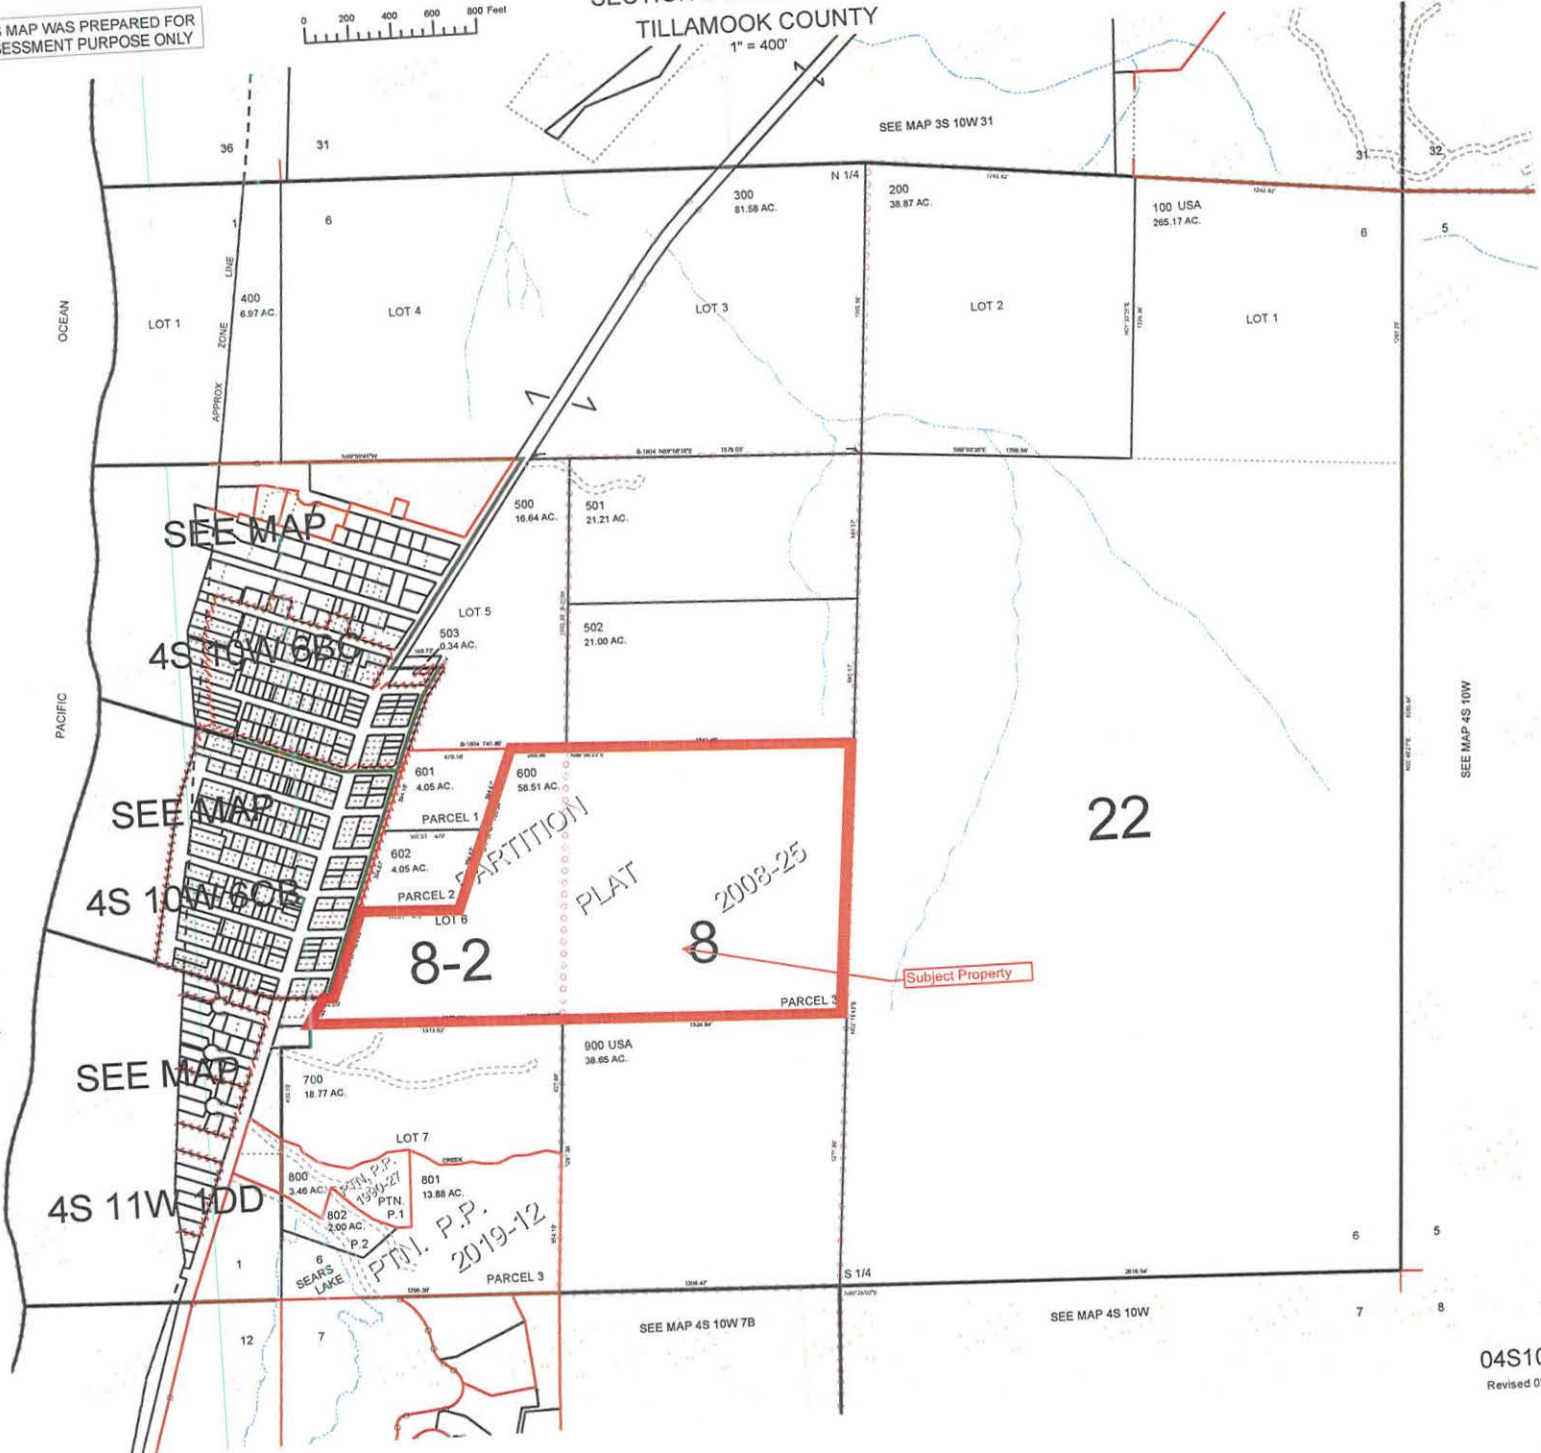 MAP WAS PREPARED FOR
ESSMENT PURPOSE ONLY
0 200 400 600 800 Feet
SECTION
TILLAMOOK COUNTY
1" = 400'
SEE MAP 3S 10W 31
36
31
31
32
N 1/4
300
81.58 AC.
200
38.87 AC.
100 USA
265.17 AC.
1
6
6
5
OCEAN
LOT 1
APPROX ZONE LINE
400
6.97 AC.
LOT 4
LOT 3
LOT 2
LOT 1
500
16.64 AC.
501
21.21 AC.
SEE MAP
4S 10W 6BC
LOT 5
503
0.34 AC.
502
21.00 AC.
PACIFIC
SEE MAP 4S 10W
601
4.05 AC.
PARCEL 1
600
58.51 AC.
602
4.05 AC.
PARCEL 2
LOT 6
PARTITION
PLAT
2008-25
22
SEE MAP
4S 10W 6CB
8-2
8
Subject Property
PARCEL 3
900 USA
38.65 AC.
SEE MAP
4S 11W 1DD
700
18.77 AC.
LOT 7
CREEK
800
3.46 AC.
PTN. P.P.
1990-27
PTN.
P.1
801
13.88 AC.
802
2.00 AC.
P.2
PTN. P.P.
2019-12
PARCEL 3
1
6
SEARS
LAKE
S 1/4
6
5
12
7
SEE MAP 4S 10W 7B
SEE MAP 4S 10W
7
8
04S10
Revised 0